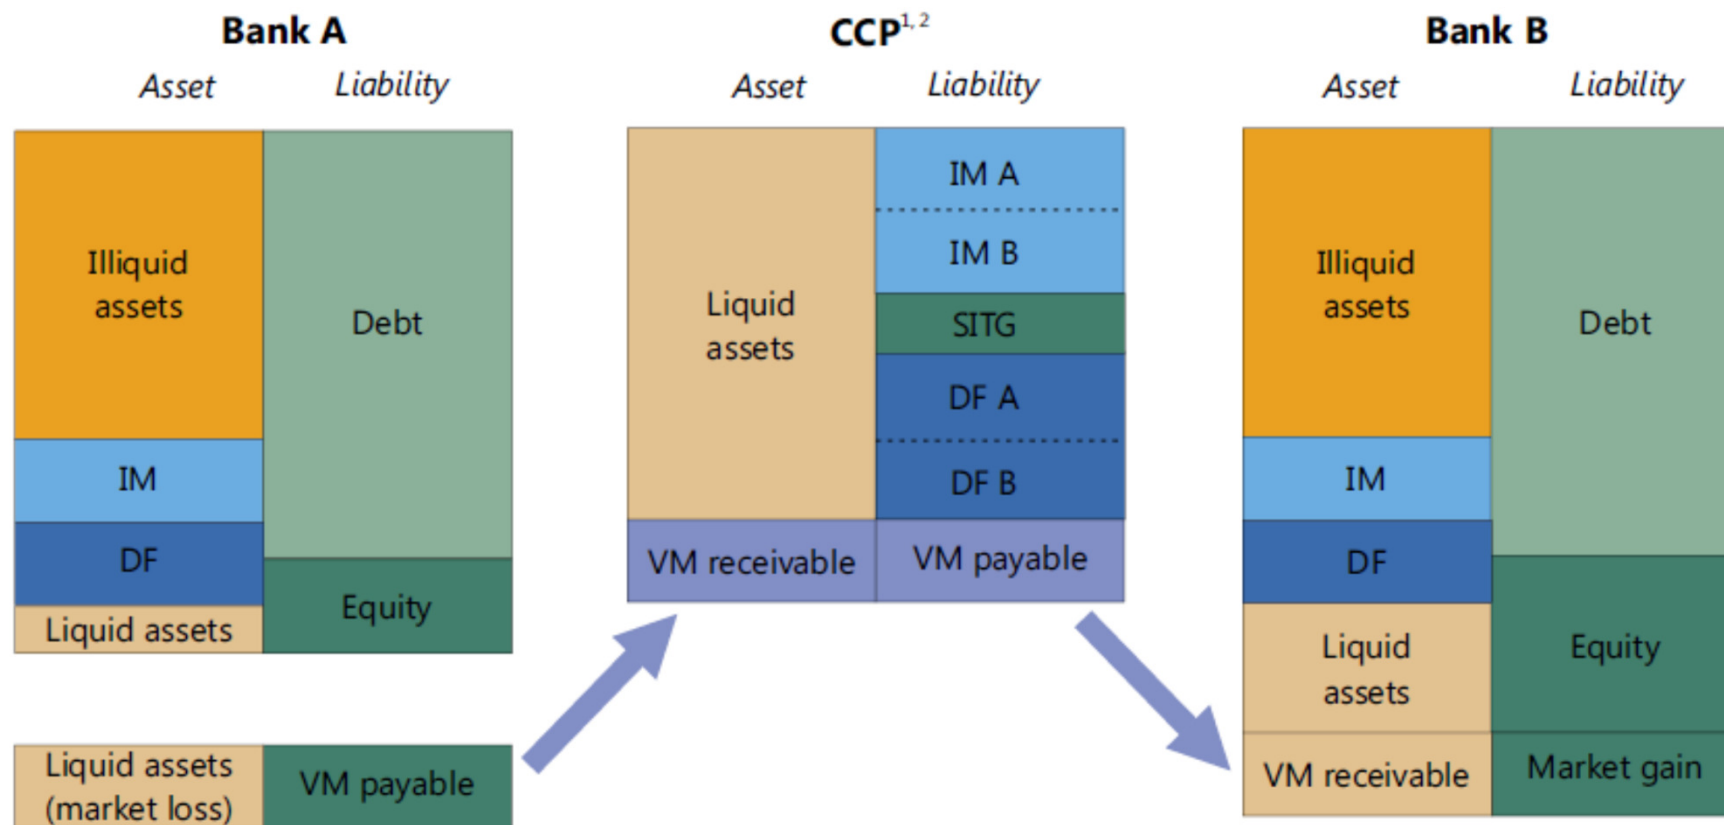 Bank A
Asset
Liability
Illiquid
assets
IM
DF
Liquid assets
Debt
Equity
Liquid assets
(market loss)
VM payable
CCP1, 2
Asset
Liability
Liquid
assets
VM receivable
IM A
IM B
SITG
DF A
DF B
VM payable
Bank B
Asset
Liability
Illiquid
assets
IM
DF
Liquid
assets
VM receivable
Debt
Equity
Market gain